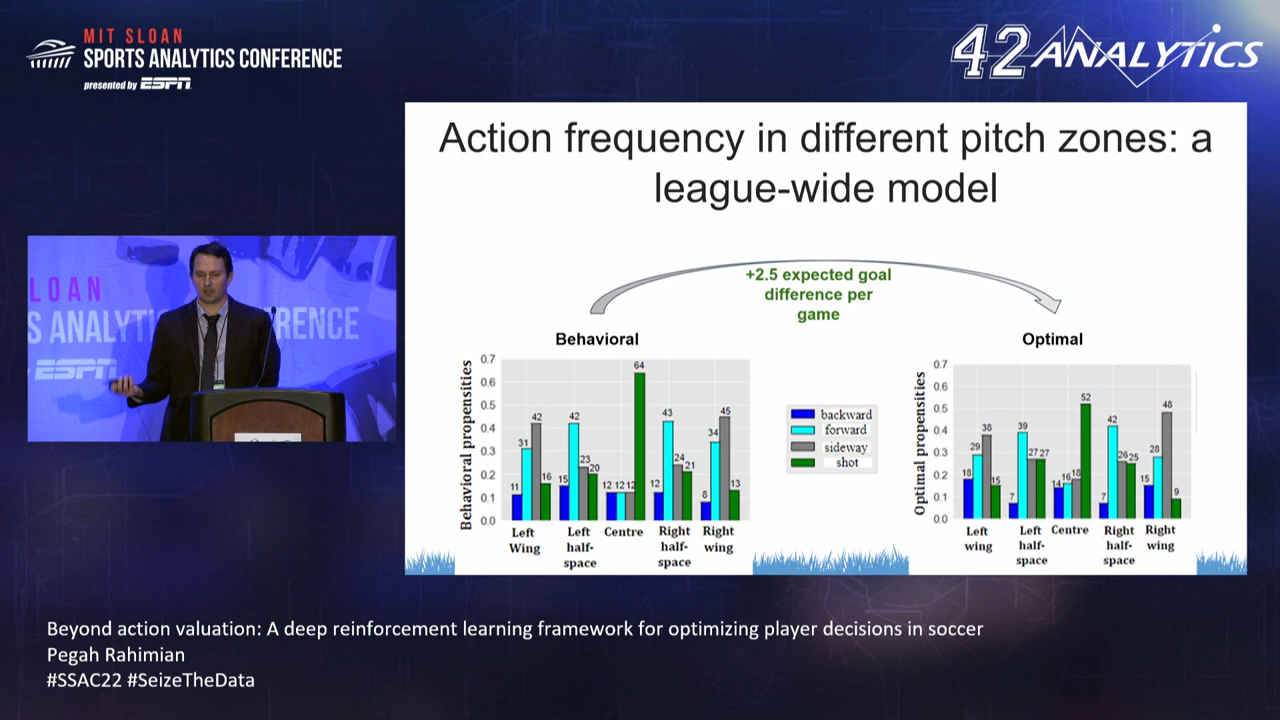 MIT SLOAN
SPORTS ANALYTICS CONFERENCE
presented by ESPN
42 ANALYTICS
Action frequency in different pitch zones: a
league-wide model
+2.5 expected goal
difference per
game
Behavioral
Optimal
Behavioral propensities
0.7
0.6
0.5
0.4
0.3
0.2
0.1
0.0
11 31 42 16
15 42 23 20
12 12 12 64
12 43 24 21
8 34 45 13
Left
Wing
Left
half-
space
Centre
Right
half-
space
Right
wing
backward
forward
sideway
shot
Optimal propensities
0.7
0.6
0.5
0.4
0.3
0.2
0.1
0.0
18 29 38 15
7 39 27 27
14 16 18 52
7 42 26 25
15 28 48 9
Left
wing
Left
half-
space
Centre
Right
half-
space
Right
wing
LOAN
S ANALYTI
RENCE
ESPN
Beyond action valuation: A deep reinforcement learning framework for optimizing player decisions in soccer
Pegah Rahimian
#SSAC22 #SeizeTheData